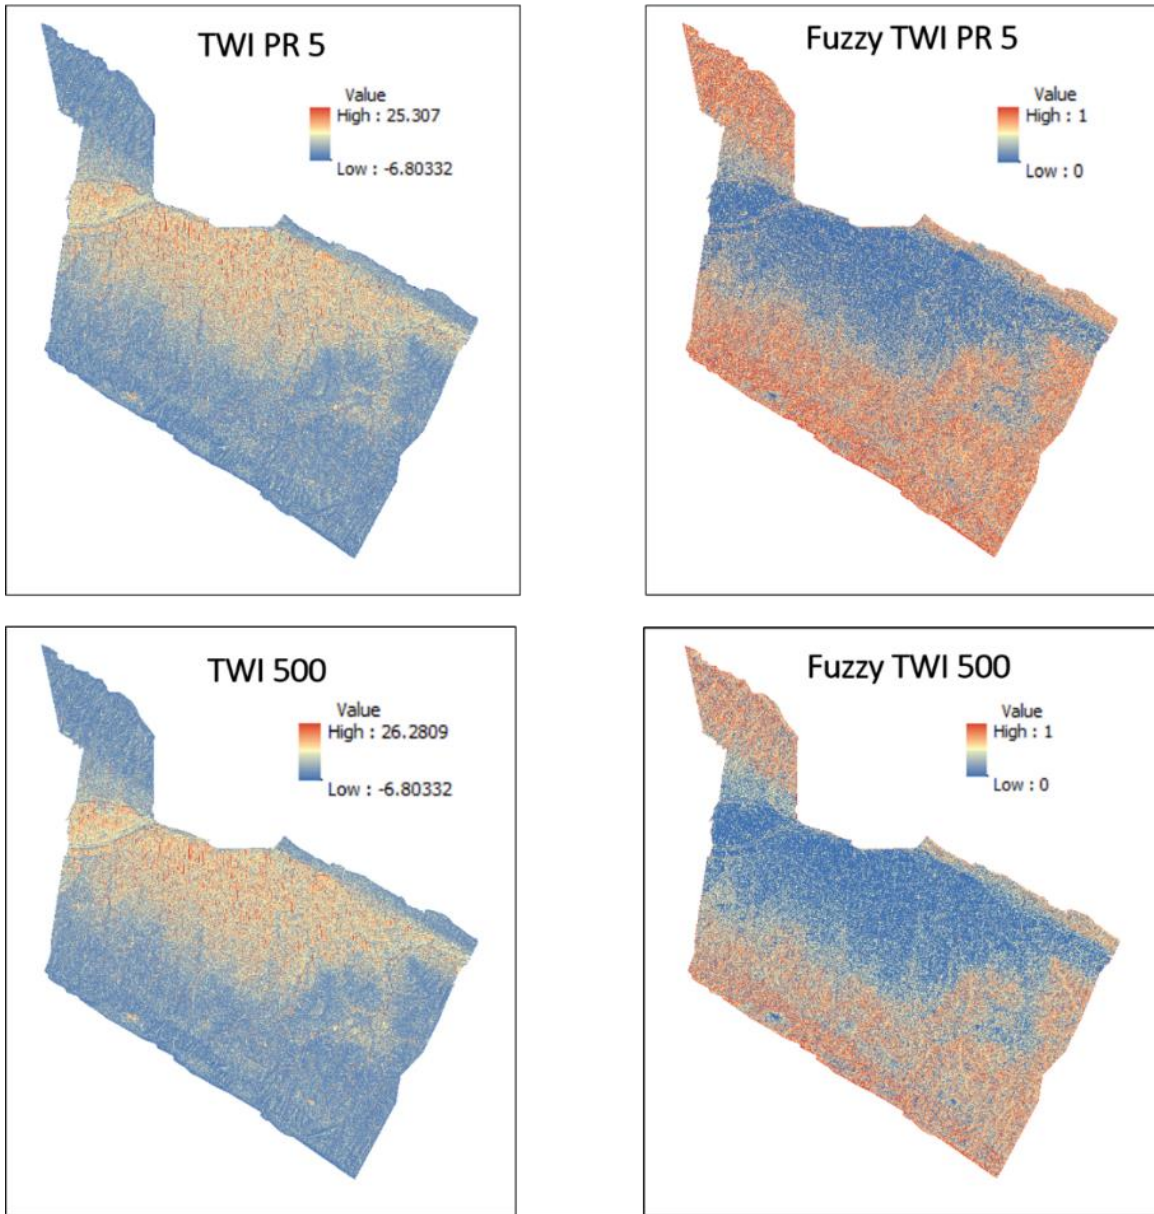 TWI PR 5
Value
High : 25.307
Low : -6.80332
Fuzzy TWI PR 5
Value
High : 1
Low : 0
TWI 500
Value
High : 26.2809
Low : -6.80332
Fuzzy TWI 500
Value
High : 1
Low : 0